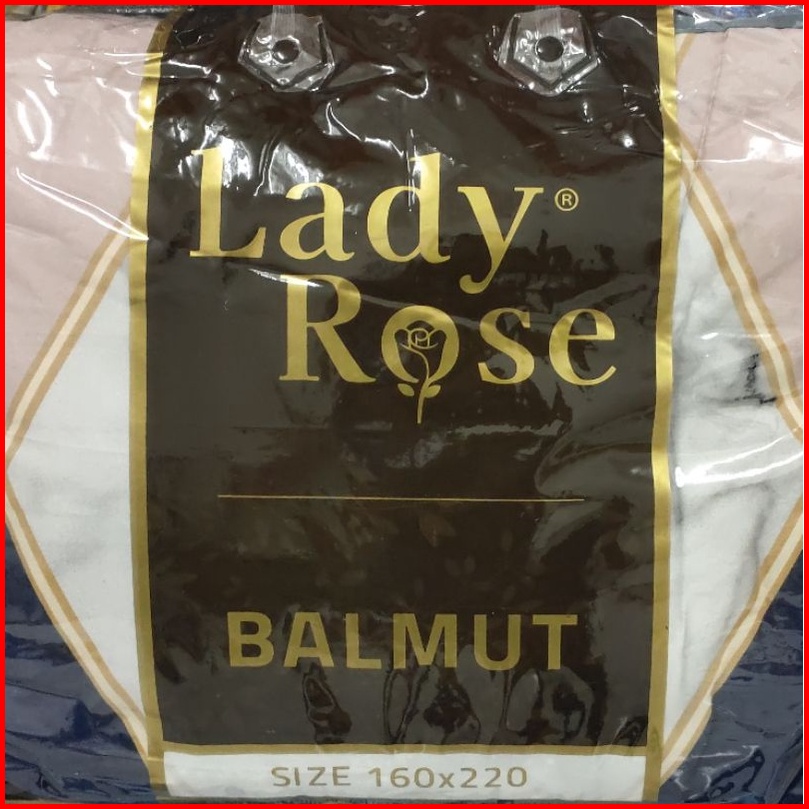 Lady®
Rose
BALMUT
SIZE 160x220